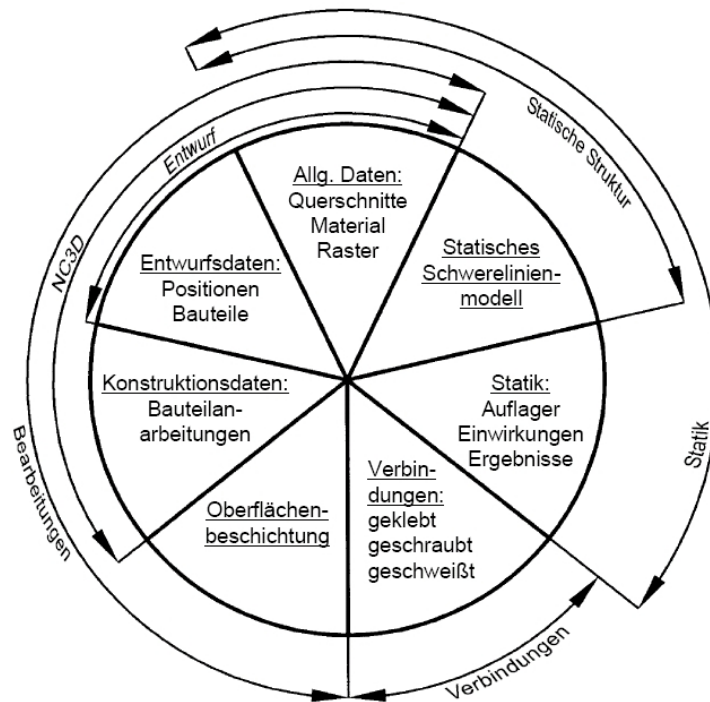 Statische Struktur
Entwurf
NC3D
Allg. Daten:
Querschnitte
Material
Raster
Statisches
Schwerelinien-
modell
Entwurfsdaten:
Positionen
Bauteile
Konstruktionsdaten:
Bauteilan-
arbeitungen
Statik:
Auflager
Einwirkungen
Ergebnisse
Statik
Verbin-
dungen:
geklebt
geschraubt
geschweißt
Oberflächen-
beschichtung
Bearbeitungen
Verbindungen